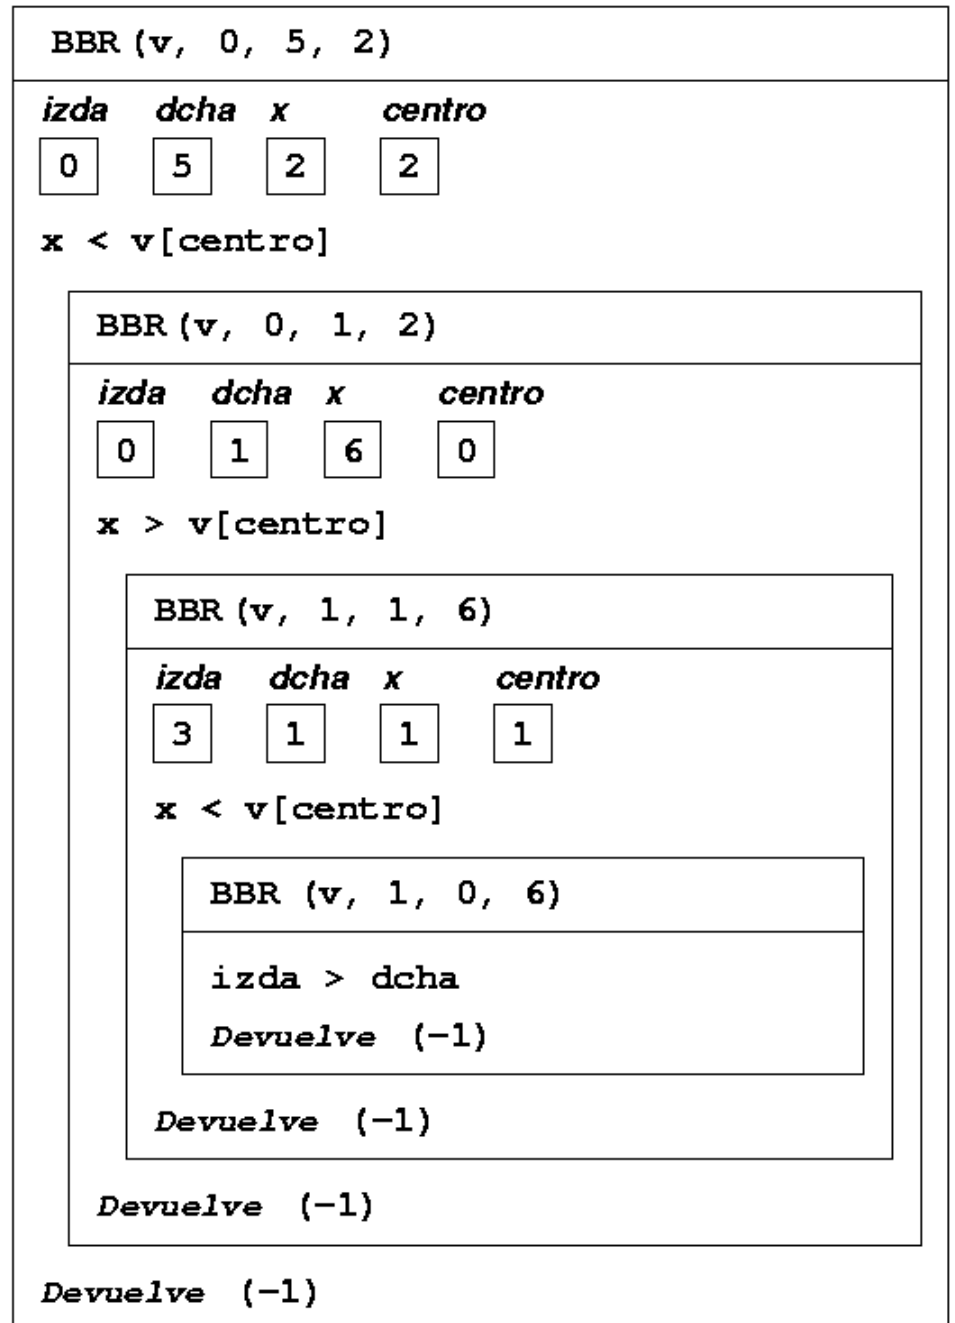 BBR (v, 0, 5, 2)
izda dcha x centro
0 5 2 2
x < v[centro]
BBR (v, 0, 1, 2)
izda dcha x centro
0 1 6 0
x > v[centro]
BBR (v, 1, 1, 6)
izda dcha x centro
3 1 1 1
x < v[centro]
BBR (v, 1, 0, 6)
izda > dcha
Devuelve (-1)
Devuelve (-1)
Devuelve (-1)
Devuelve (-1)